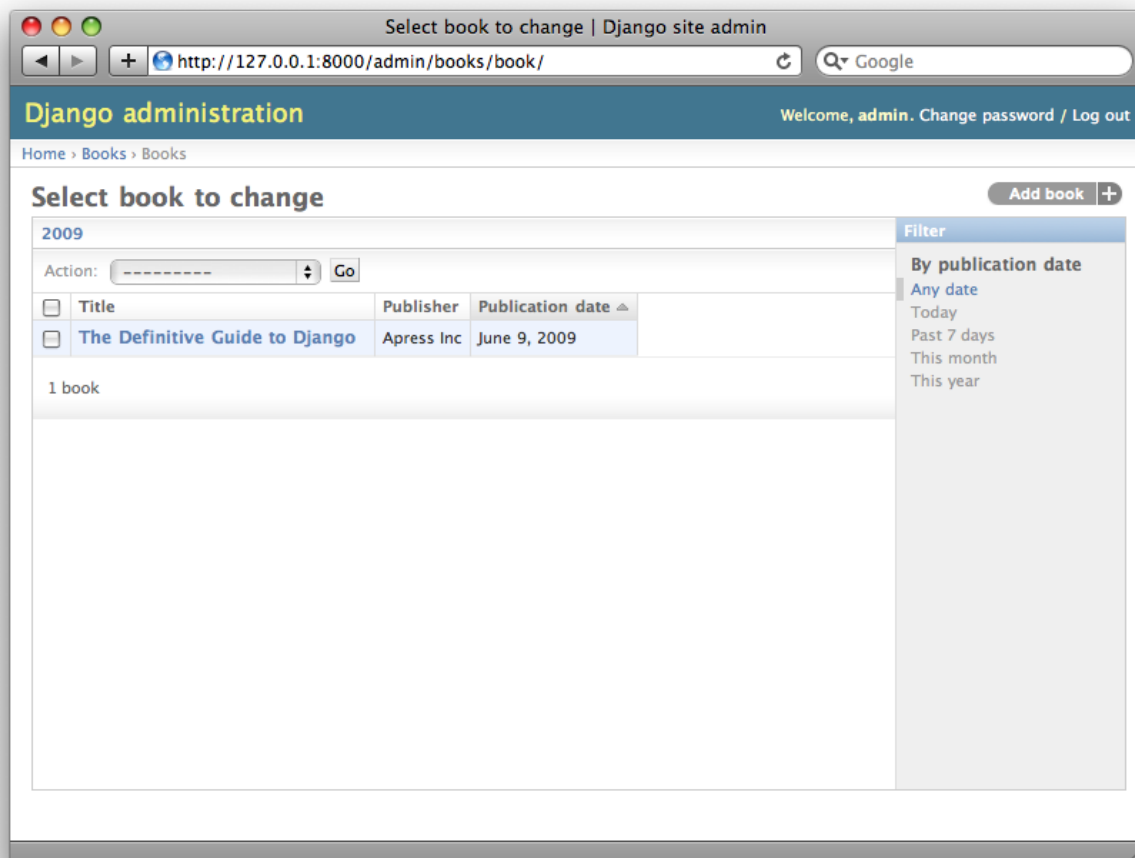 Select book to change | Django site admin
http://127.0.0.1:8000/admin/books/book/
Google
Django administration
Welcome, admin. Change password / Log out
Home › Books › Books
Select book to change
Add book +
2009
Filter
Action: ---------
Go
By publication date
Any date
Today
Past 7 days
This month
This year
Title Publisher Publication date
The Definitive Guide to Django Apress Inc June 9, 2009
1 book